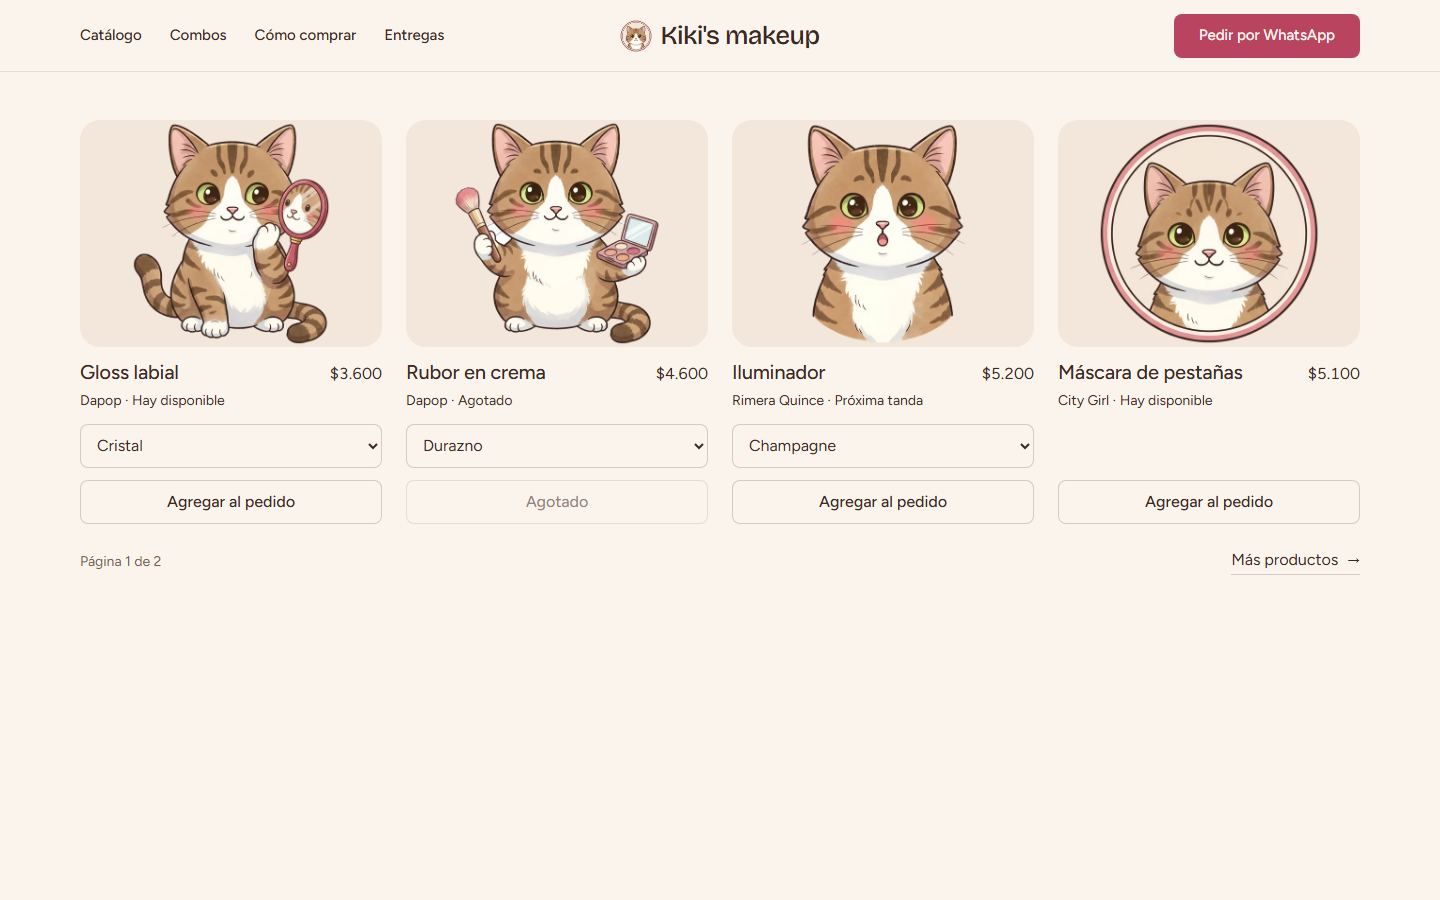 Catálogo Combos Cómo comprar Entregas Kiki's makeup Pedir por WhatsApp
Gloss labial $3.600
Dapop · Hay disponible
Cristal
Agregar al pedido
Rubor en crema $4.600
Dapop · Agotado
Durazno
Agotado
Iluminador $5.200
Rimera Quince · Próxima tanda
Champagne
Agregar al pedido
Máscara de pestañas $5.100
City Girl · Hay disponible
Agregar al pedido
Página 1 de 2
Más productos →